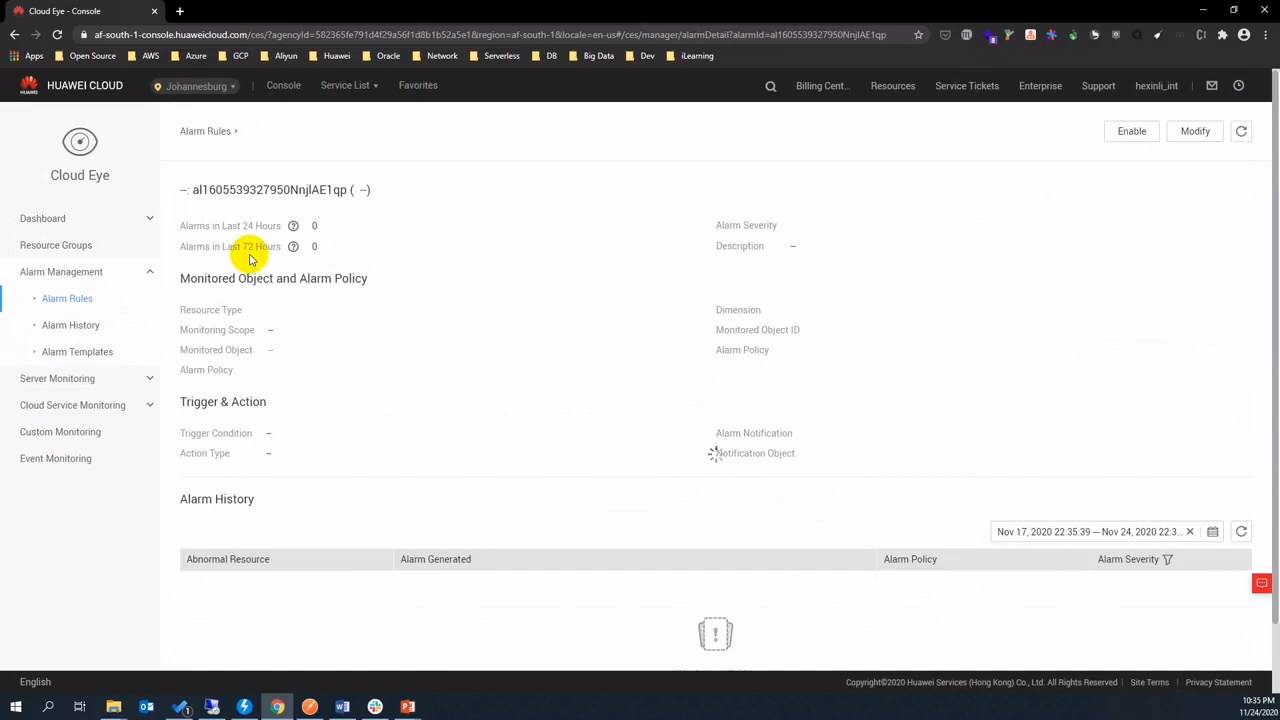 Cloud Eye - Console
af-south-1-console.huaweicloud.com/ces/?agencyId=582365fe791d4a4191f96216f1d8b1b52a5e1&region=af-south-1&locale=en-us#/ces/manager/alarmDetail?alarmId=al1605539327950NnjlAE1qp
Apps
Open Source
AWS
Azure
GCP
Aliyun
Huawei
Oracle
Network
Serverless
DB
Big Data
Dev
iLearning
HUAWEI CLOUD
Johannesburg
Console
Service List
Favorites
Billing Cent...
Resources
Service Tickets
Enterprise
Support
hexinli_int
Cloud Eye
Dashboard
Resource Groups
Alarm Management
Alarm Rules
Alarm History
Alarm Templates
Server Monitoring
Cloud Service Monitoring
Custom Monitoring
Event Monitoring
Alarm Rules
Enable
Modify
--: al1605539327950NnjlAE1qp ( --)
Alarms in Last 24 Hours 0
Alarm Severity
Alarms in Last 72 Hours 0
Description --
Monitored Object and Alarm Policy
Resource Type
Dimension
Monitoring Scope --
Monitored Object ID
Monitored Object --
Alarm Policy
Alarm Policy
Trigger & Action
Trigger Condition --
Alarm Notification
Action Type --
Notification Object
Alarm History
Nov 17, 2020 22:35:39 — Nov 24, 2020 22:3...
Abnormal Resource
Alarm Generated
Alarm Policy
Alarm Severity
English
Copyright©2020 Huawei Services (Hong Kong) Co., Ltd. All Rights Reserved
Site Terms
Privacy Statement
10:35 PM
11/24/2020